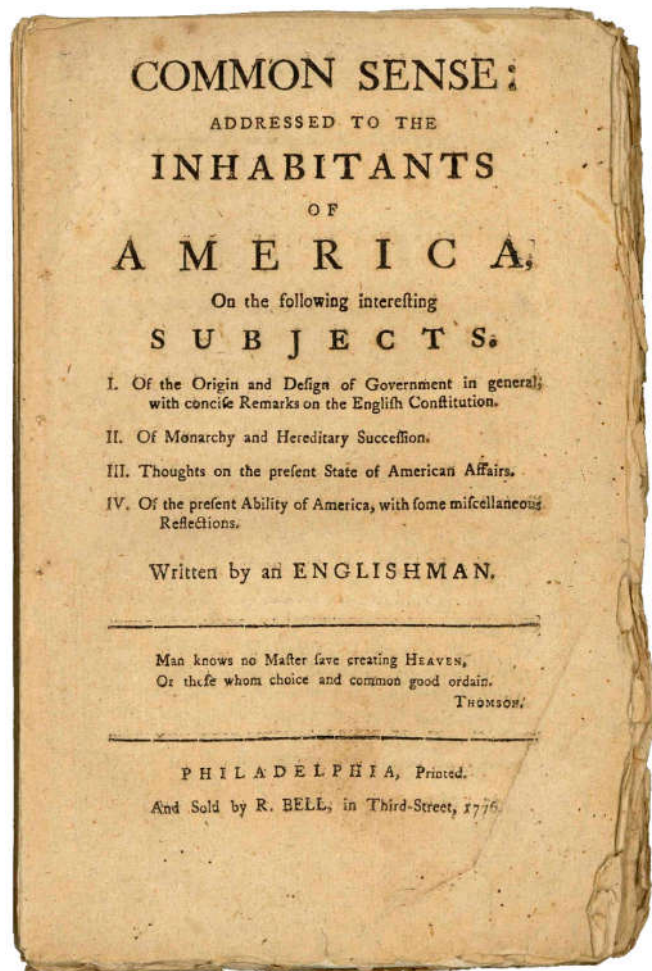 COMMON SENSE:
ADDRESSED TO THE
INHABITANTS
OF
AMERICA,
On the following intereſting
SUBJECTS.
I. Of the Origin and Deſign of Government in general;
with conciſe Remarks on the Engliſh Conſtitution.
II. Of Monarchy and Hereditary Succeſſion.
III. Thoughts on the preſent State of American Affairs.
IV. Of the preſent Ability of America, with ſome miſcellaneous
Reflections.
Written by an ENGLISHMAN.
Man knows no Maſter ſave creating HEAVEN,
Or theſe whom choice and common good ordain.
THOMSON.
PHILADELPHIA, Printed.
And Sold by R. BELL, in Third-Street, 1776.